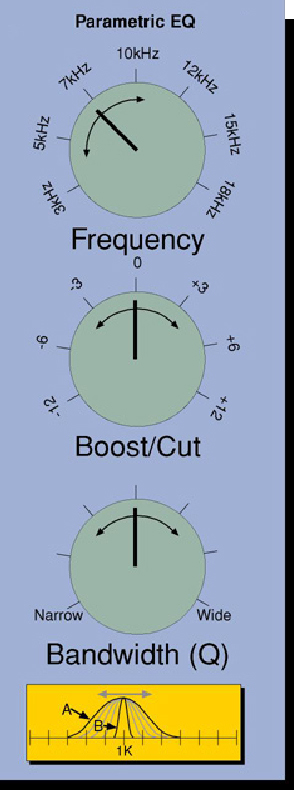 Parametric EQ
10kHz
7kHz
12kHz
5kHz
15kHz
3kHz
18kHz
Frequency
0
-3
+3
-6
+6
-12
+12
Boost/Cut
Narrow
Wide
Bandwidth (Q)
A
B
1K